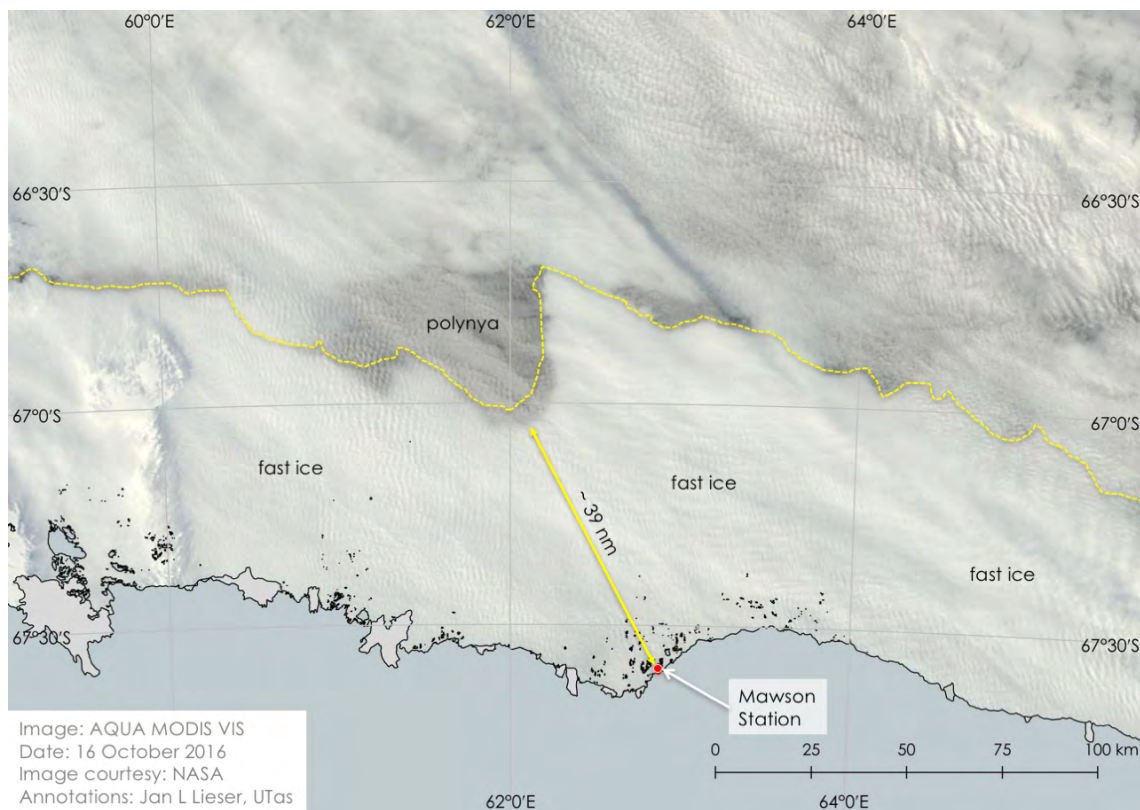 60°0'E
62°0'E
64°0'E
66°30'S
66°30'S
polynya
67°0'S
67°0'S
fast ice
fast ice
~ 39 nm
fast ice
67°30'S
67°30'S
Mawson
Station
Image: AQUA MODIS VIS
Date: 16 October 2016
Image courtesy: NASA
Annotations: Jan L Lieser, UTas
0 25 50 75 100 km
62°0'E
64°0'E